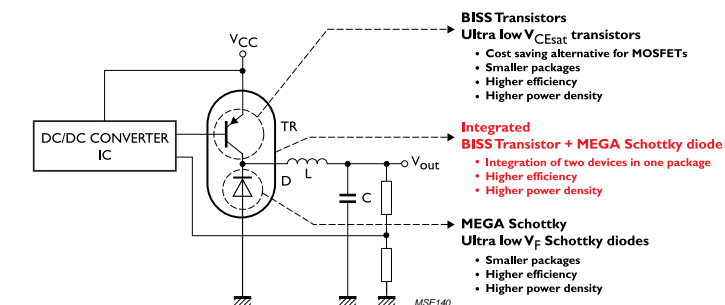 BISS Transistors
Ultra low VCEsat transistors
• Cost saving alternative for MOSFETs
• Smaller packages
• Higher efficiency
• Higher power density
VCC
TR
DC/DC CONVERTER
IC
Integrated
BISS Transistor + MEGA Schottky diode
• Integration of two devices in one package
• Higher efficiency
• Higher power density
Vout
L
D
C
MEGA Schottky
Ultra low VF Schottky diodes
• Smaller packages
• Higher efficiency
• Higher power density
MSE140